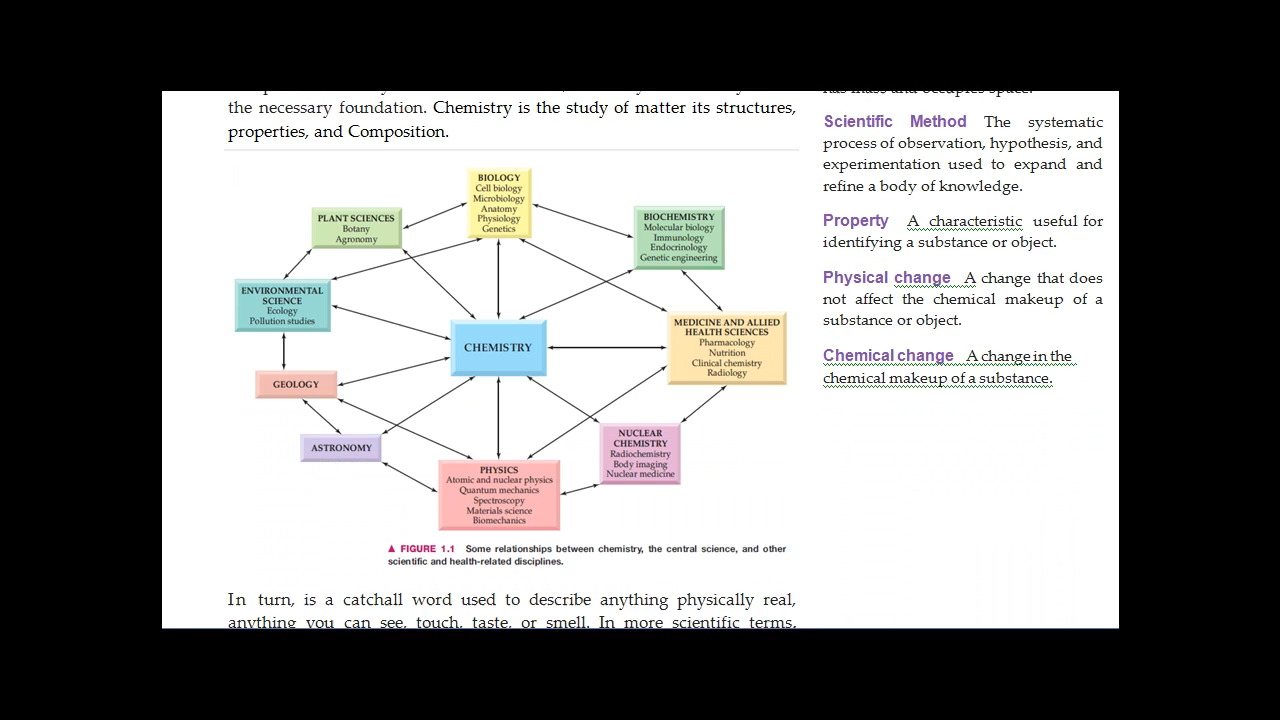 the necessary foundation. Chemistry is the study of matter its structures,
properties, and Composition.
BIOLOGY
Cell biology
Microbiology
Anatomy
Physiology
Genetics
PLANT SCIENCES
Botany
Agronomy
BIOCHEMISTRY
Molecular biology
Immunology
Endocrinology
Genetic engineering
ENVIRONMENTAL
SCIENCE
Ecology
Pollution studies
CHEMISTRY
MEDICINE AND ALLIED
HEALTH SCIENCES
Pharmacology
Nutrition
Clinical chemistry
Radiology
GEOLOGY
ASTRONOMY
NUCLEAR
CHEMISTRY
Radiochemistry
Body imaging
Nuclear medicine
PHYSICS
Atomic and nuclear physics
Quantum mechanics
Spectroscopy
Materials science
Biomechanics
▲ FIGURE 1.1 Some relationships between chemistry, the central science, and other
scientific and health-related disciplines.
In turn, is a catchall word used to describe anything physically real,
anything you can see, touch, taste, or smell. In more scientific terms,
has mass and occupies space.
Scientific Method The systematic
process of observation, hypothesis, and
experimentation used to expand and
refine a body of knowledge.
Property A characteristic useful for
identifying a substance or object.
Physical change A change that does
not affect the chemical makeup of a
substance or object.
Chemical change A change in the
chemical makeup of a substance.